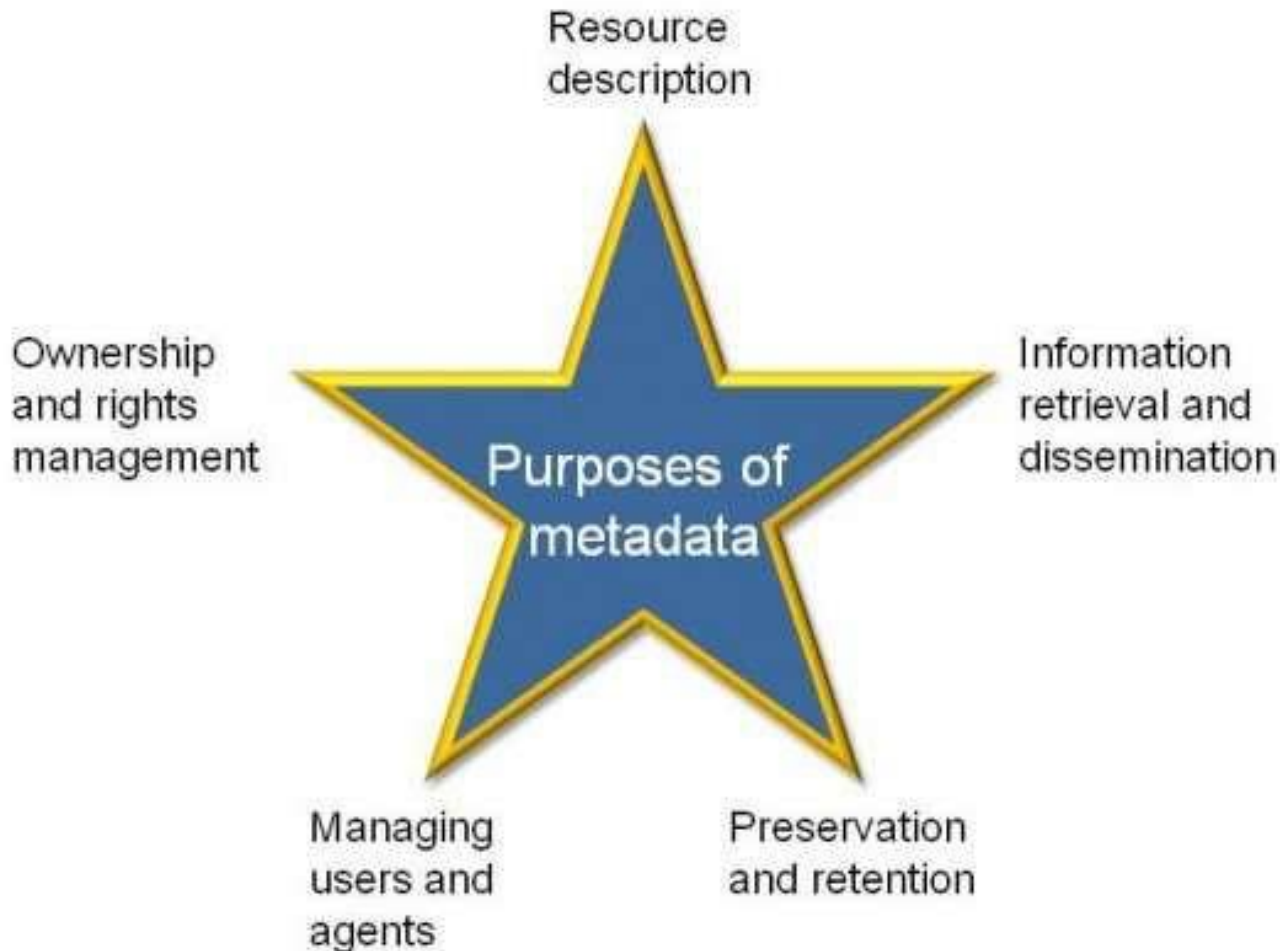 Resource
description
Ownership
and rights
management
Information
retrieval and
dissemination
Purposes of
metadata
Managing
users and
agents
Preservation
and retention